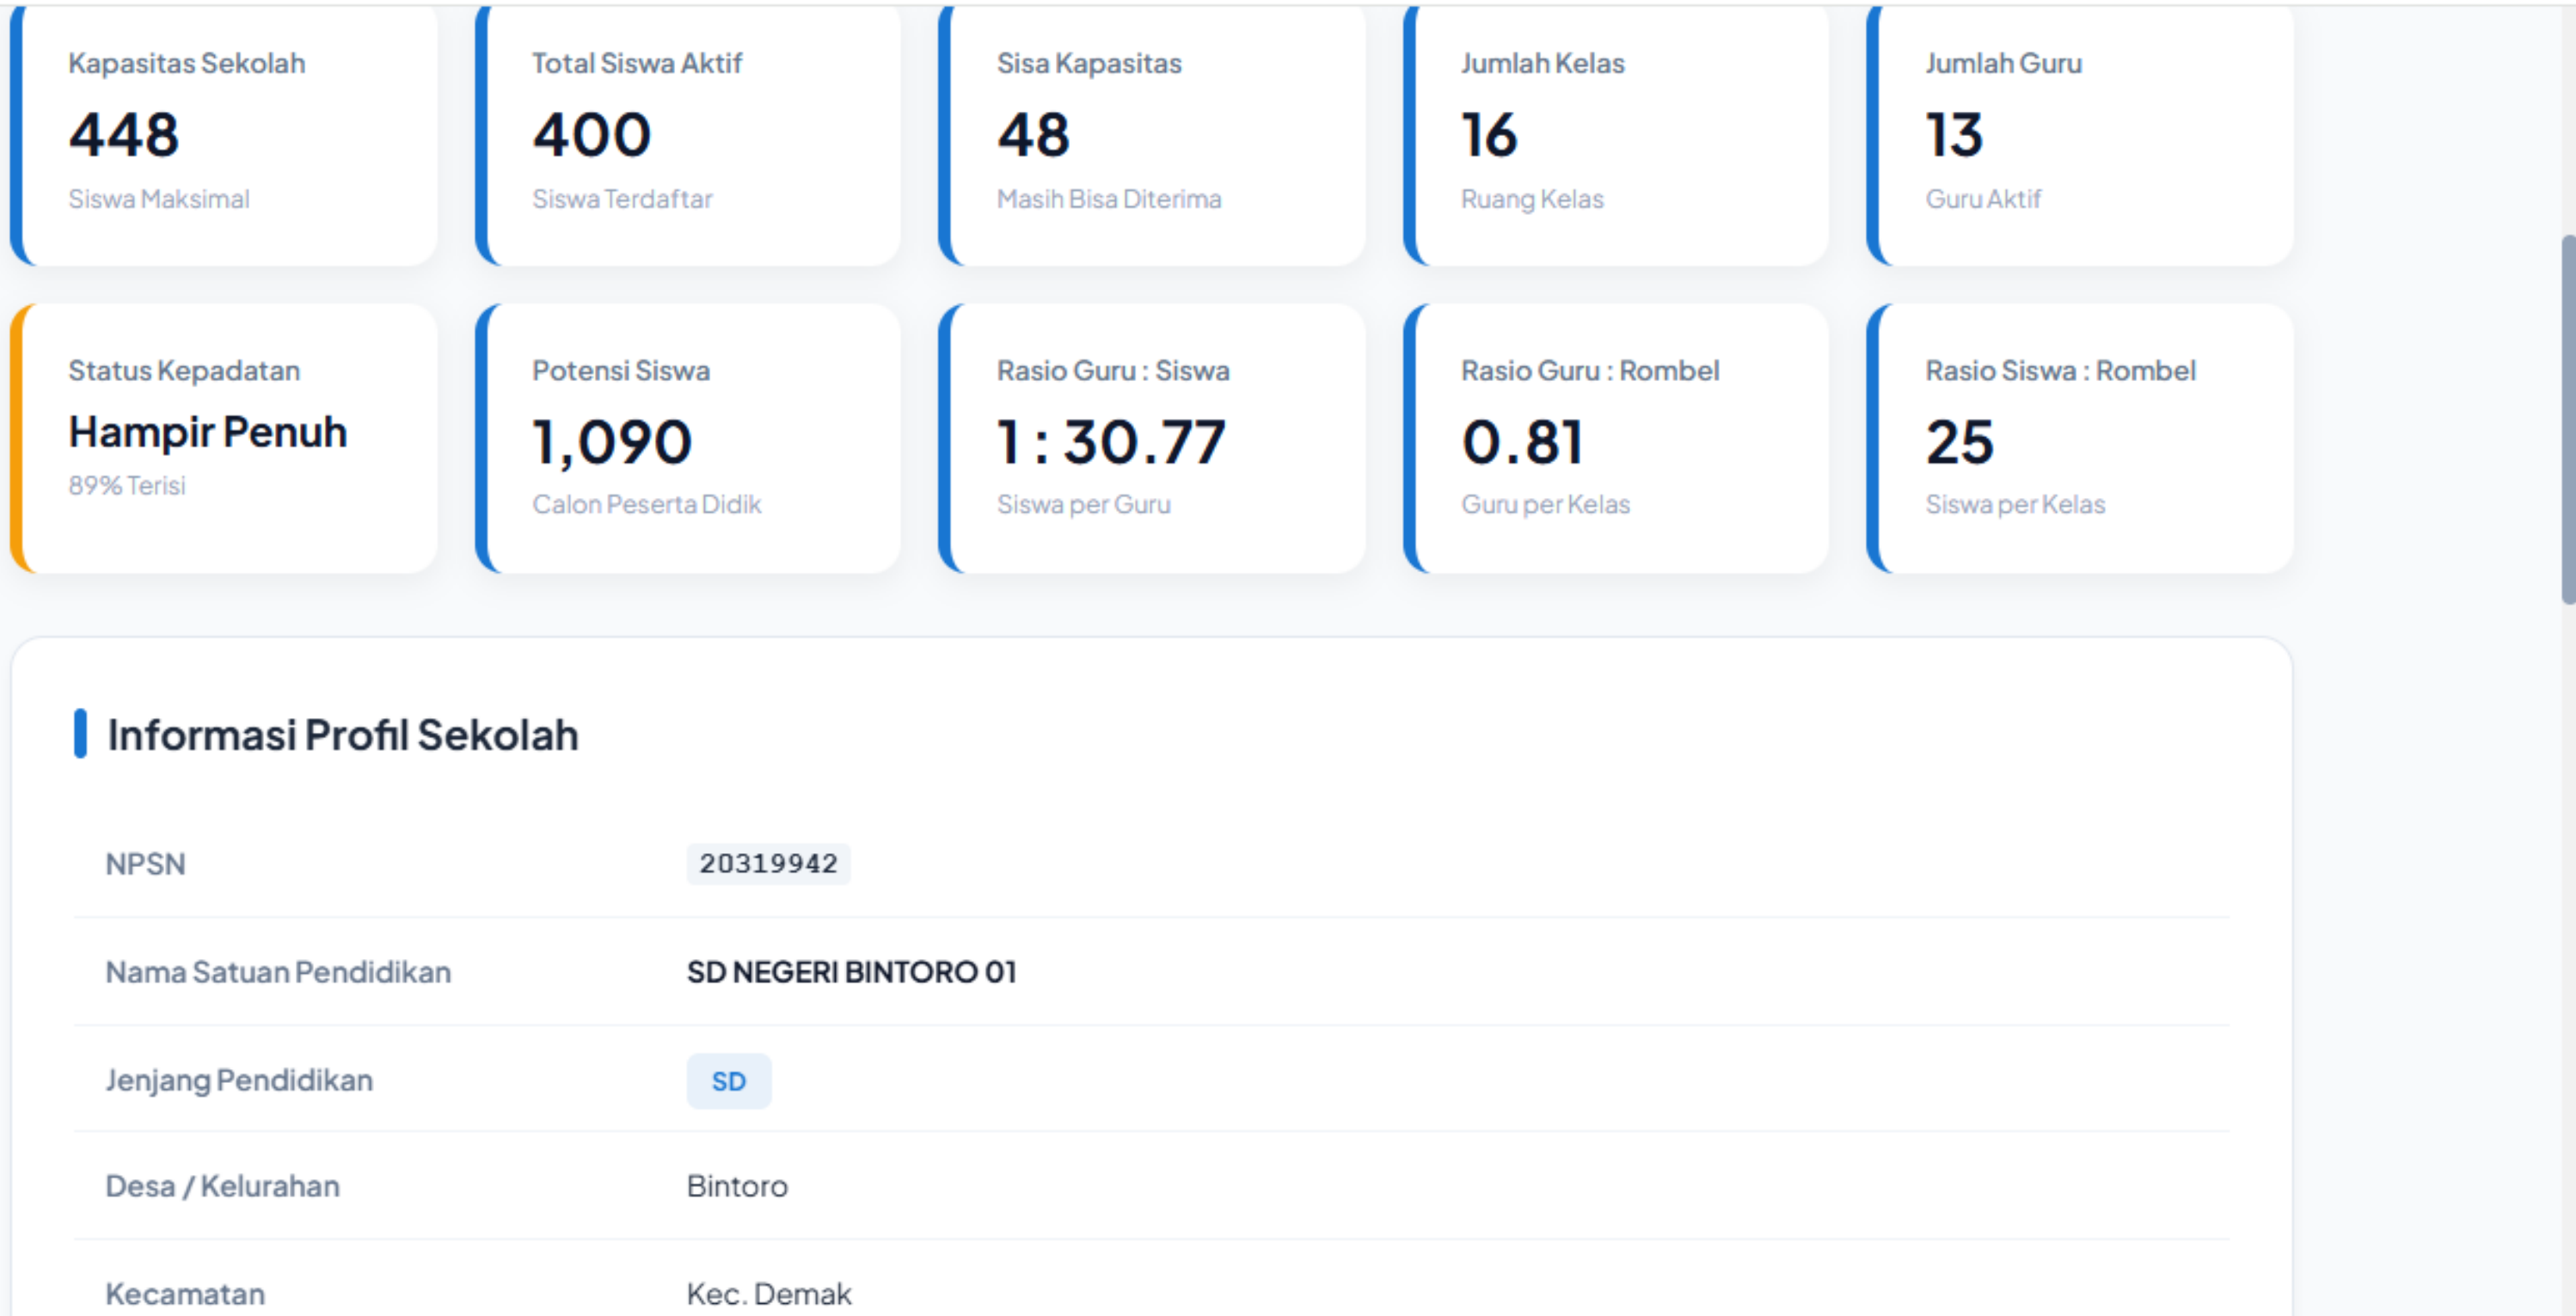 Kapasitas Sekolah
448
Siswa Maksimal
Total Siswa Aktif
400
Siswa Terdaftar
Sisa Kapasitas
48
Masih Bisa Diterima
Jumlah Kelas
16
Ruang Kelas
Jumlah Guru
13
Guru Aktif
Status Kepadatan
Hampir Penuh
89% Terisi
Potensi Siswa
1,090
Calon Peserta Didik
Rasio Guru : Siswa
1 : 30.77
Siswa per Guru
Rasio Guru : Rombel
0.81
Guru per Kelas
Rasio Siswa : Rombel
25
Siswa per Kelas
Informasi Profil Sekolah
NPSN 20319942
Nama Satuan Pendidikan SD NEGERI BINTORO 01
Jenjang Pendidikan SD
Desa / Kelurahan Bintoro
Kecamatan Kec. Demak